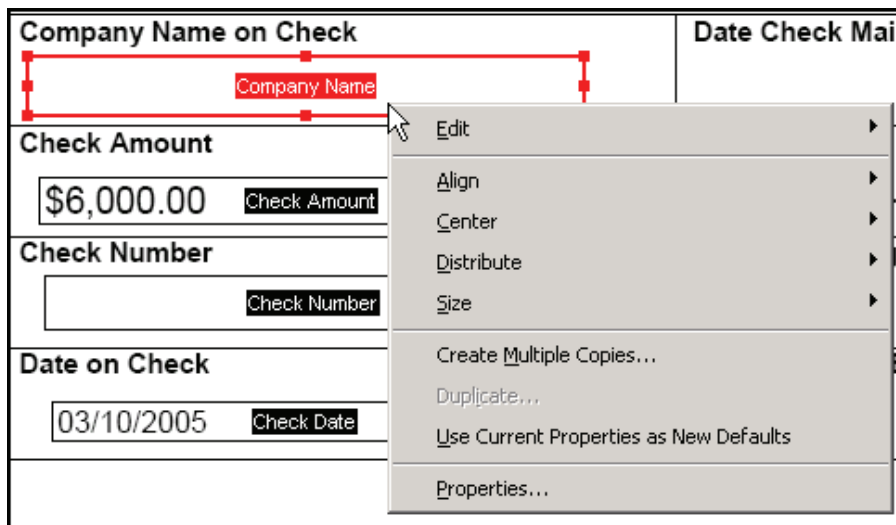 Company Name on Check
Date Check Mai
Company Name
Check Amount
$6,000.00
Check Amount
Check Number
Check Number
Date on Check
03/10/2005
Check Date
Edit
Align
Center
Distribute
Size
Create Multiple Copies...
Duplicate...
Use Current Properties as New Defaults
Properties...